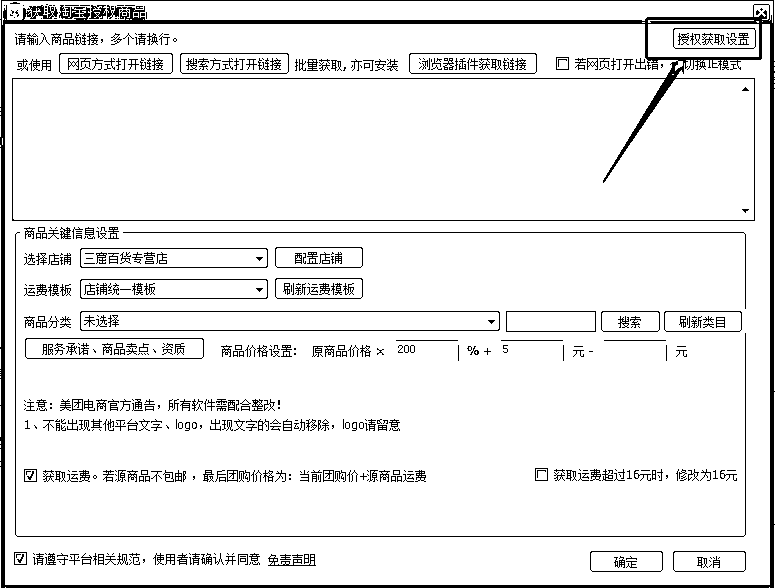 获取淘宝授权商品
请输入商品链接，多个请换行。
授权获取设置
或使用 网页方式打开链接 搜索方式打开链接 批量获取,亦可安装 浏览器插件获取链接 若网页打开出错， 切换IE模式
商品关键信息设置
选择店铺 三窟百货专营店 配置店铺
运费模板 店铺统一模板 刷新运费模板
商品分类 未选择 搜索 刷新类目
服务承诺、商品卖点、资质 商品价格设置: 原商品价格 × 200 % + 5 元 - 元
注意：美团电商官方通告，所有软件需配合整改!
1、不能出现其他平台文字、logo，出现文字的会自动移除，logo请留意
获取运费。若源商品不包邮 ，最后团购价格为：当前团购价+源商品运费 获取运费超过16元时，修改为16元
请遵守平台相关规范，使用者请确认并同意 免责声明 确定 取消